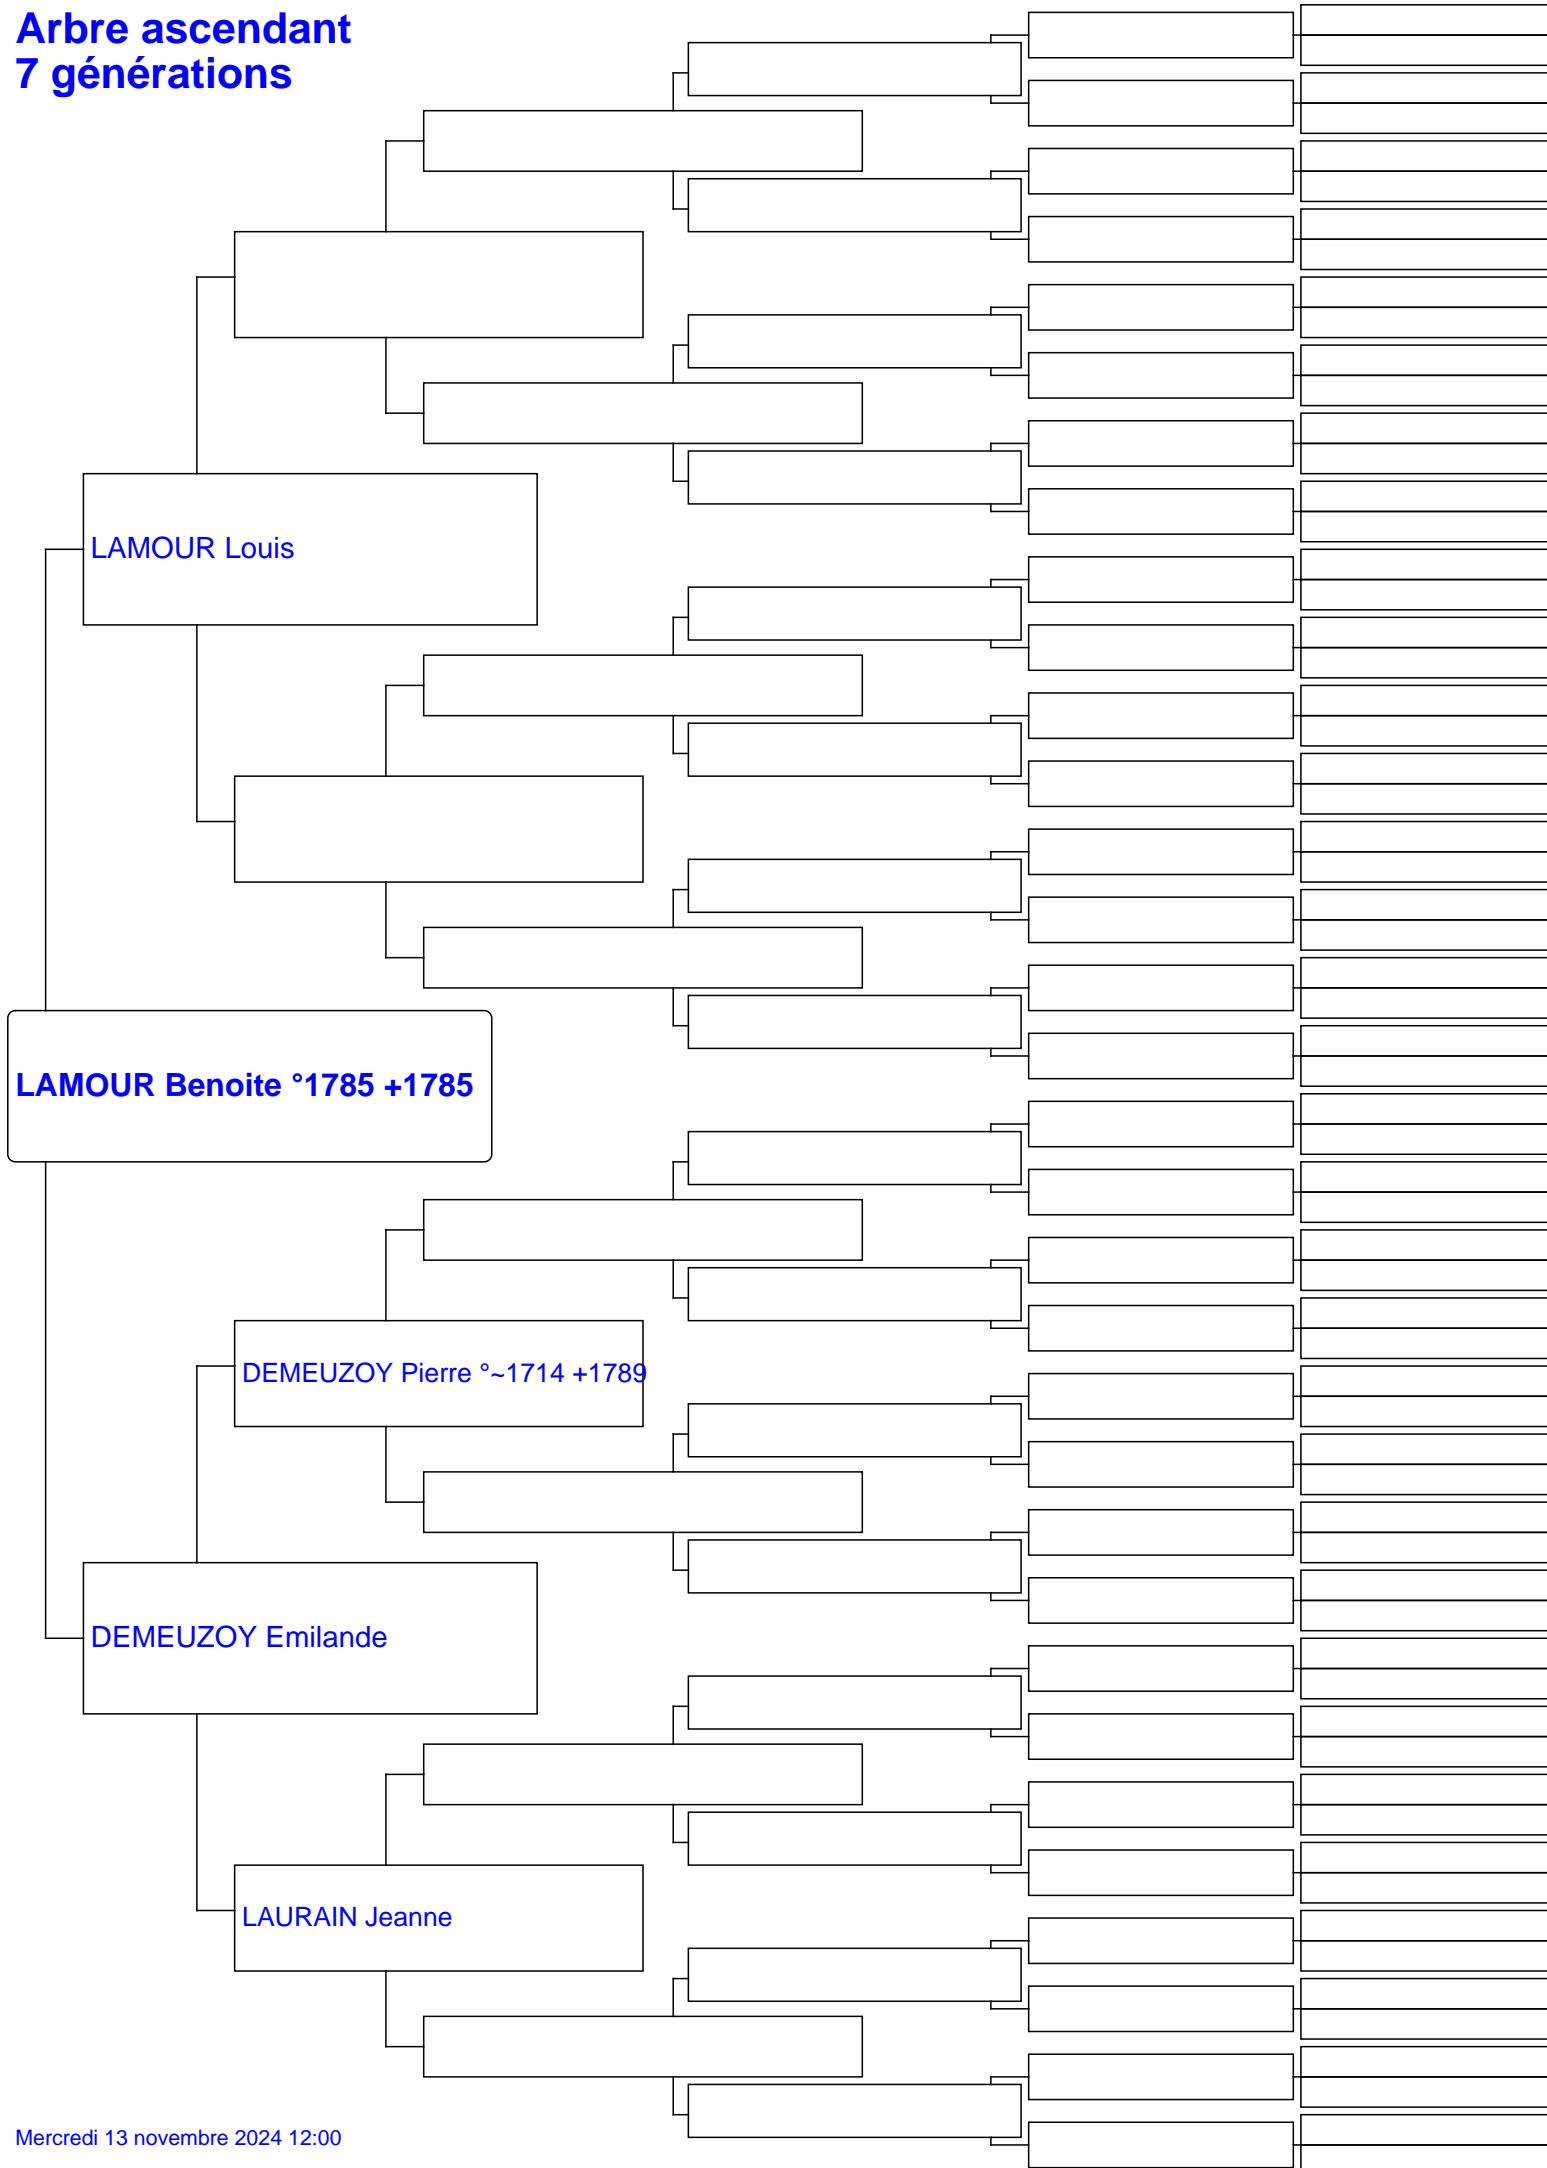 Arbre ascendant
7 générations
LAMOUR Louis
LAMOUR Benoite °1785 +1785
DEMEUZOY Pierre °~1714 +1789
DEMEUZOY Emilande
LAURAIN Jeanne
Mercredi 13 novembre 2024 12:00